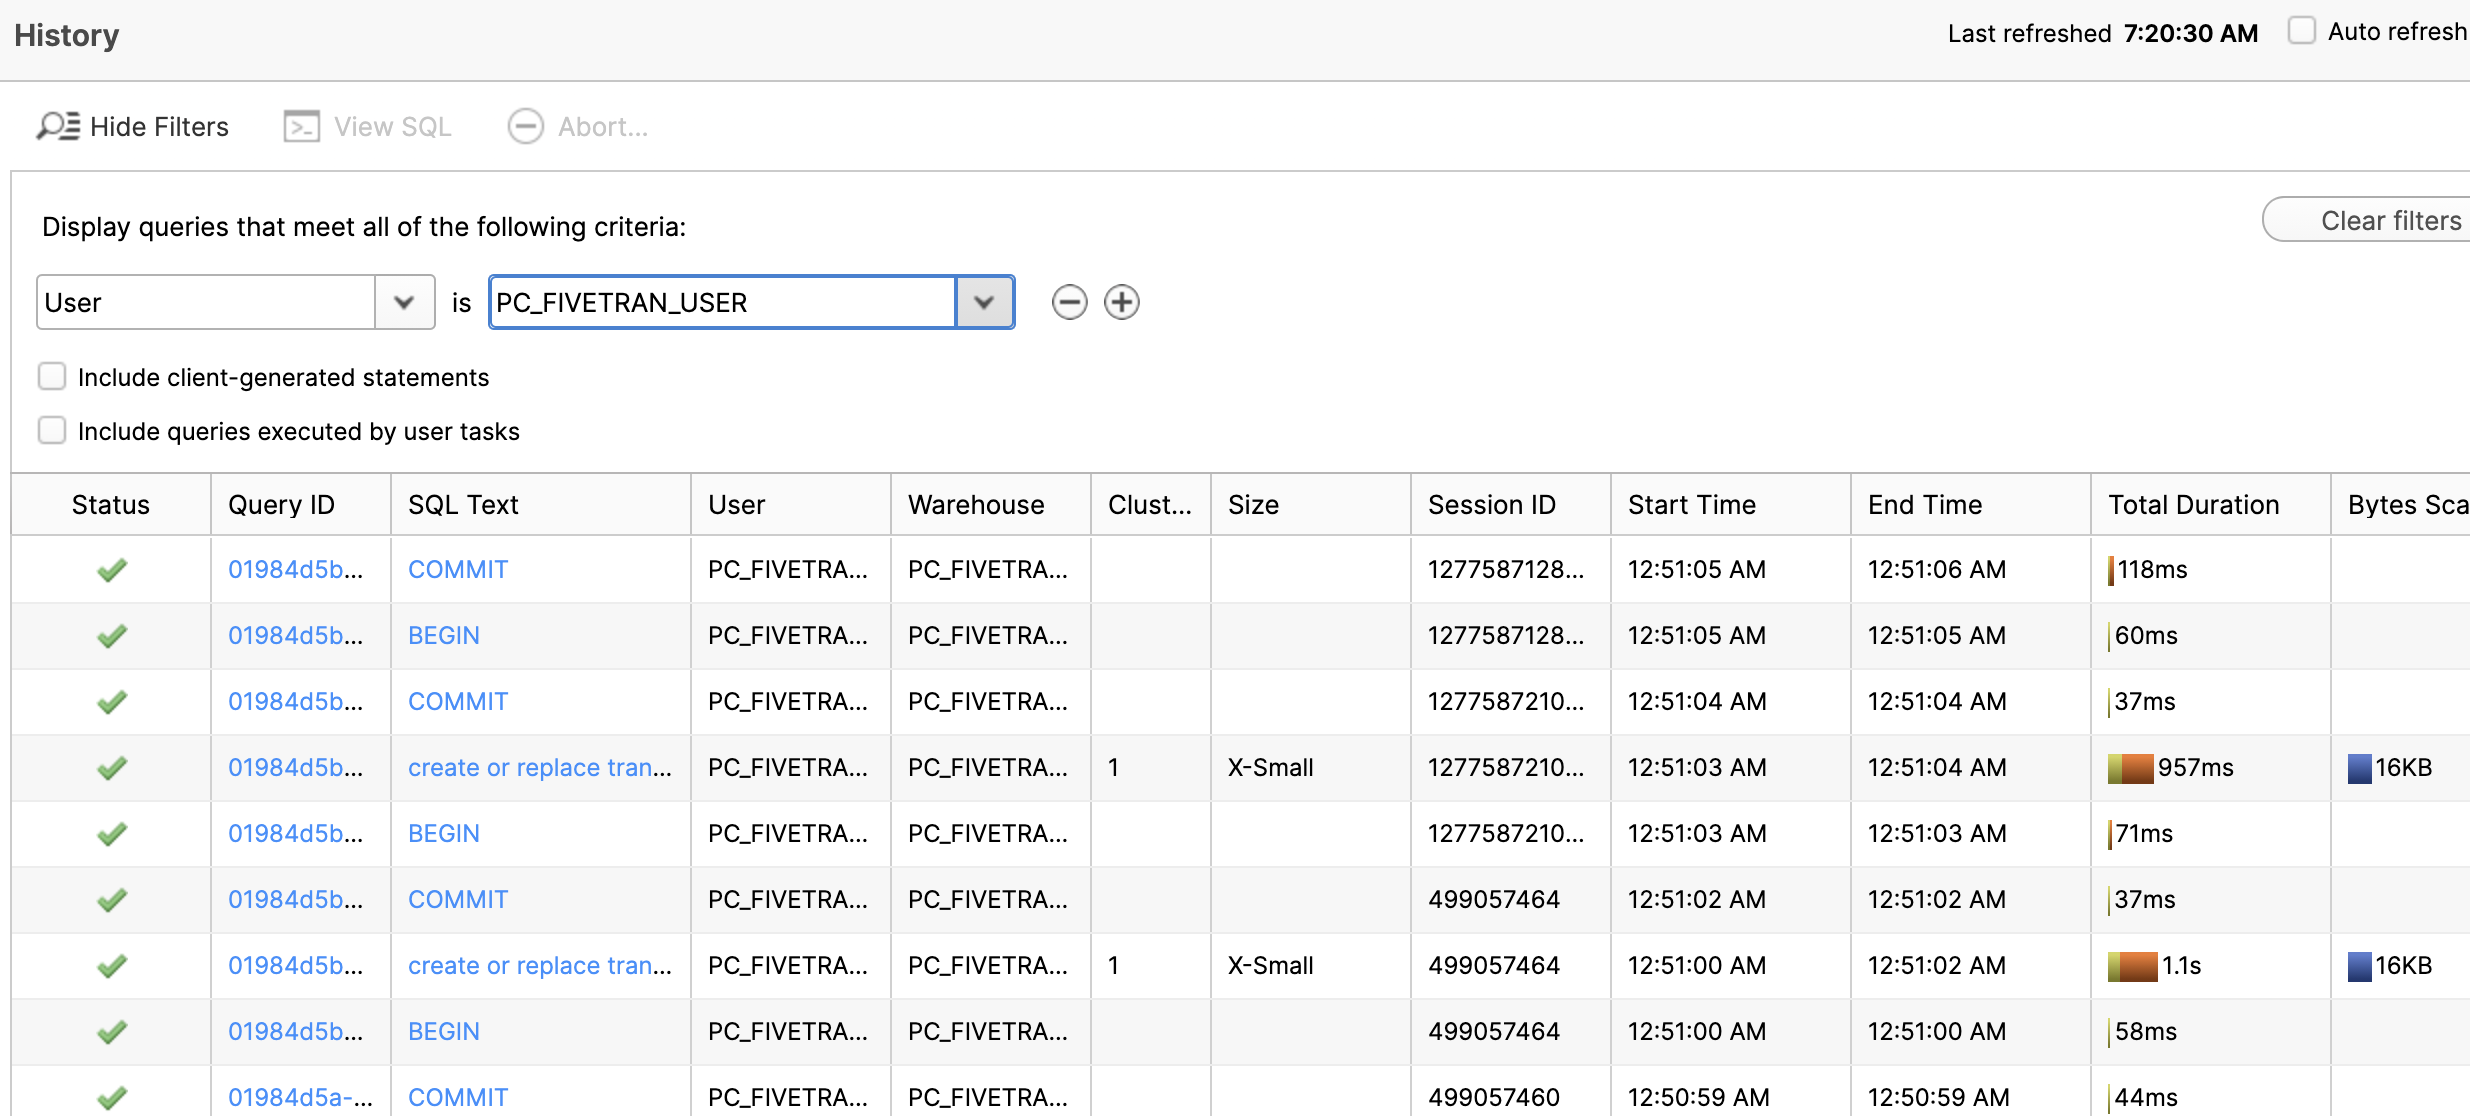 History
Last refreshed 7:20:30 AM Auto refresh
Hide Filters View SQL Abort...
Display queries that meet all of the following criteria:
Clear filters
User is PC_FIVETRAN_USER
Include client-generated statements
Include queries executed by user tasks
Status Query ID SQL Text User Warehouse Clust... Size Session ID Start Time End Time Total Duration Bytes Sca
01984d5b... COMMIT PC_FIVETRA... PC_FIVETRA... 1277587128... 12:51:05 AM 12:51:06 AM 118ms
01984d5b... BEGIN PC_FIVETRA... PC_FIVETRA... 1277587128... 12:51:05 AM 12:51:05 AM 60ms
01984d5b... COMMIT PC_FIVETRA... PC_FIVETRA... 1277587210... 12:51:04 AM 12:51:04 AM 37ms
01984d5b... create or replace tran... PC_FIVETRA... PC_FIVETRA... 1 X-Small 1277587210... 12:51:03 AM 12:51:04 AM 957ms 16KB
01984d5b... BEGIN PC_FIVETRA... PC_FIVETRA... 1277587210... 12:51:03 AM 12:51:03 AM 71ms
01984d5b... COMMIT PC_FIVETRA... PC_FIVETRA... 499057464 12:51:02 AM 12:51:02 AM 37ms
01984d5b... create or replace tran... PC_FIVETRA... PC_FIVETRA... 1 X-Small 499057464 12:51:00 AM 12:51:02 AM 1.1s 16KB
01984d5b... BEGIN PC_FIVETRA... PC_FIVETRA... 499057464 12:51:00 AM 12:51:00 AM 58ms
01984d5a-... COMMIT PC_FIVETRA... PC_FIVETRA... 499057460 12:50:59 AM 12:50:59 AM 44ms